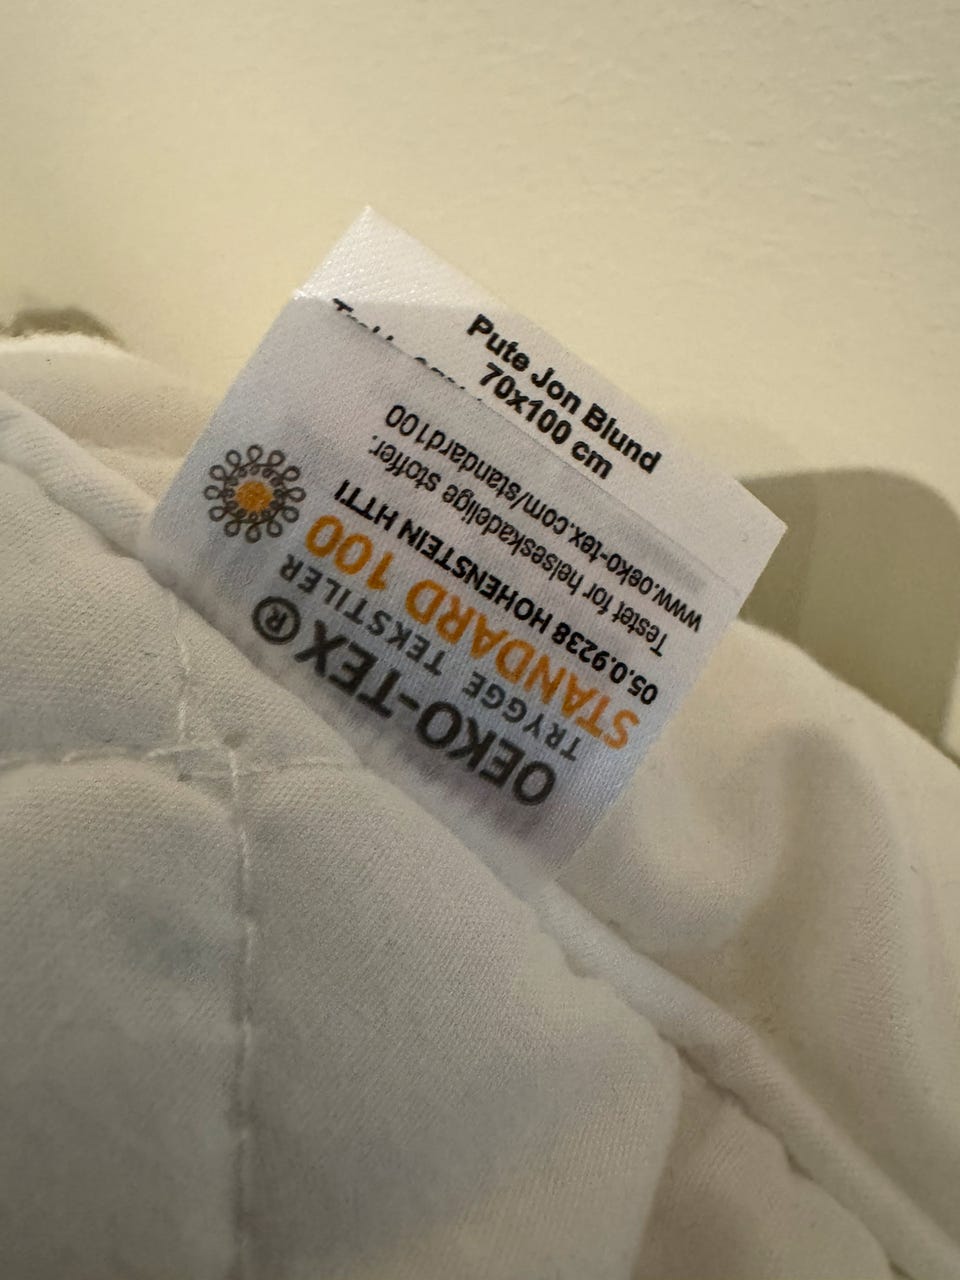 Pute Jon Blund
70x100 cm
OEKO-TEX®
TRYGGE TEKSTILER
STANDARD 100
05.0.9238 HOHENSTEIN HTTI
Testet for helseskadelige stoffer.
www.oeko-tex.com/standard100